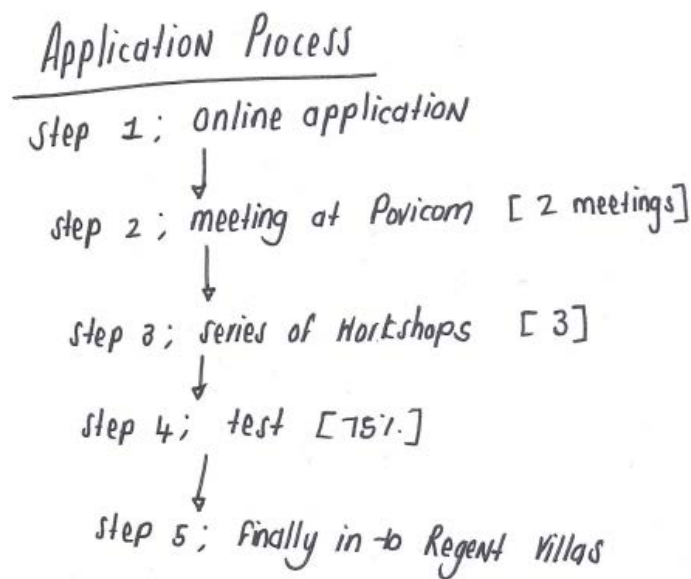 Application Process
Step 1; online application
step 2; meeting at Povicom [2 meetings]
step 3; series of Workshops [3]
step 4; test [75%]
step 5; finally in to Regent Villas